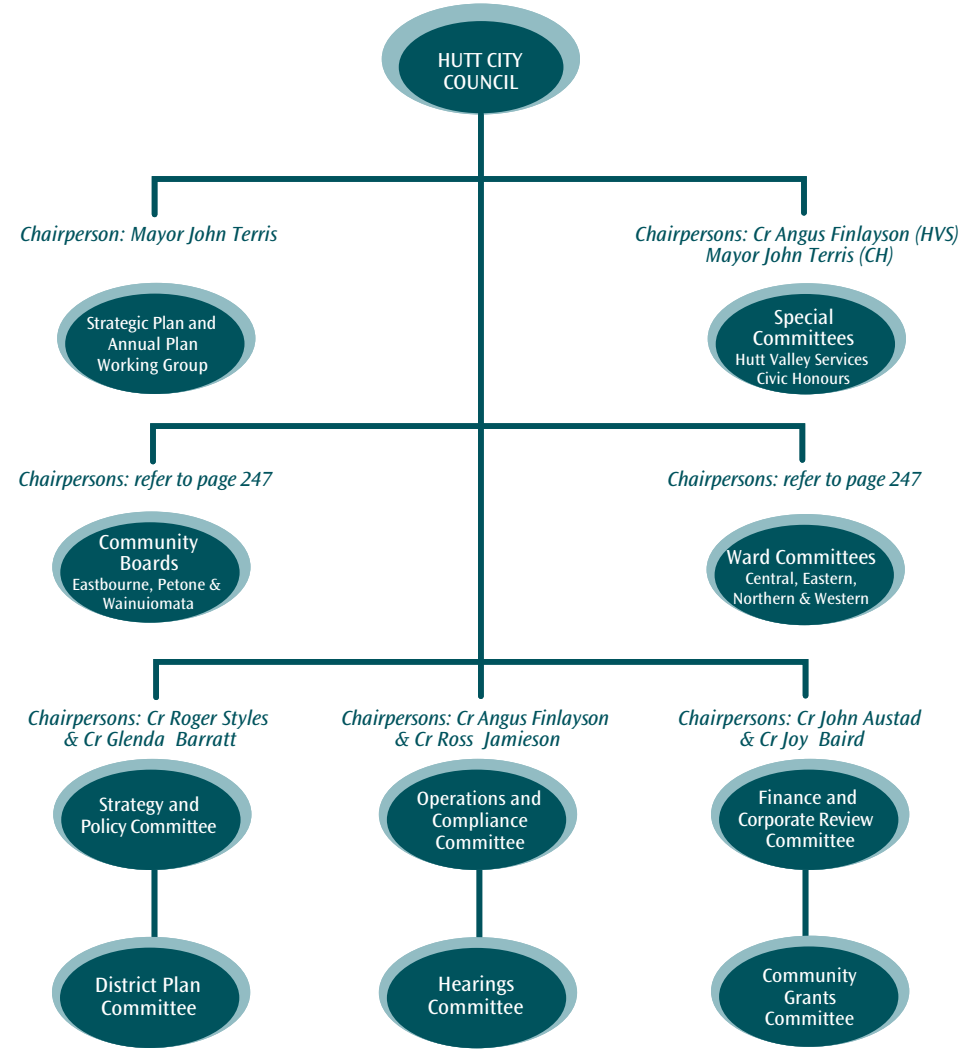 HUTT CITY
COUNCIL
Chairperson: Mayor John Terris
Chairpersons: Cr Angus Finlayson (HVS)
Mayor John Terris (CH)
Strategic Plan and
Annual Plan
Working Group
Special
Committees
Hutt Valley Services
Civic Honours
Chairpersons: refer to page 247
Chairpersons: refer to page 247
Community
Boards
Eastbourne, Petone &
Wainuiomata
Ward Committees
Central, Eastern,
Northern & Western
Chairpersons: Cr Roger Styles
& Cr Glenda Barratt
Chairpersons: Cr Angus Finlayson
& Cr Ross Jamieson
Chairpersons: Cr John Austad
& Cr Joy Baird
Strategy and
Policy Committee
Operations and
Compliance
Committee
Finance and
Corporate Review
Committee
District Plan
Committee
Hearings
Committee
Community
Grants
Committee